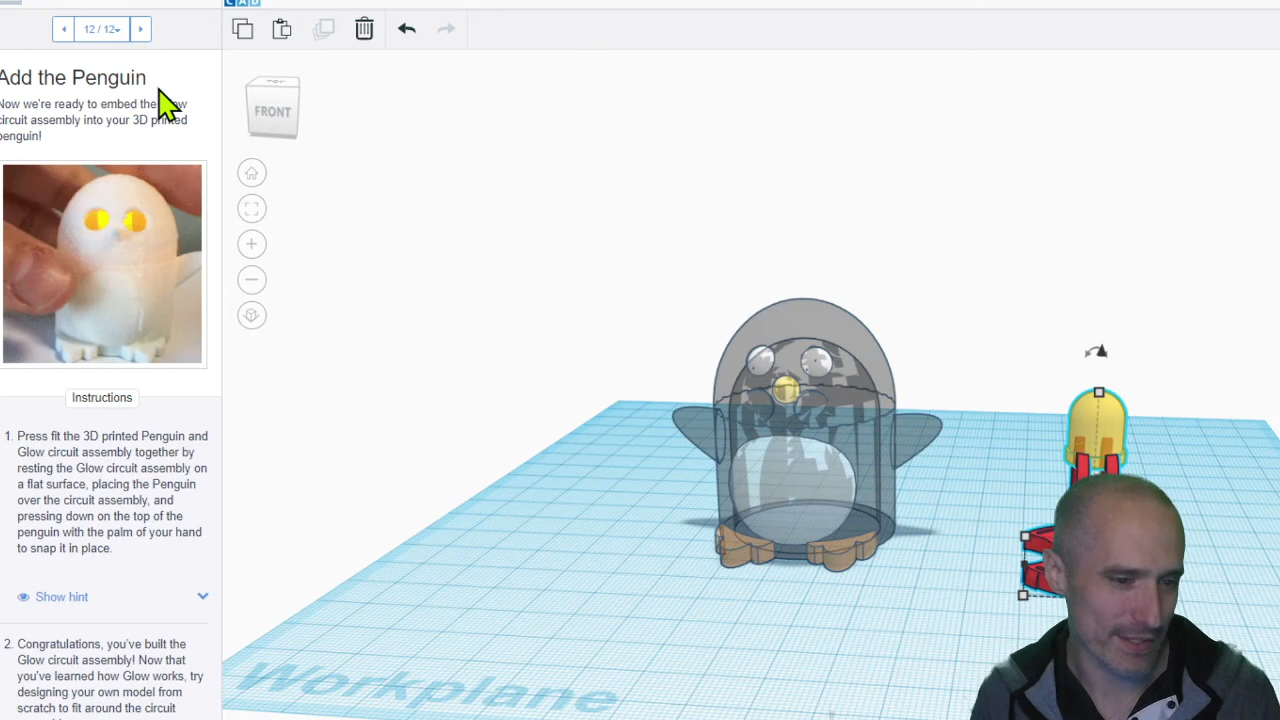 CAD
12 / 12
Add the Penguin
Now we're ready to embed the Glow
circuit assembly into your 3D printed
penguin!
TOP
FRONT
Instructions
1. Press fit the 3D printed Penguin and
Glow circuit assembly together by
resting the Glow circuit assembly on
a flat surface, placing the Penguin
over the circuit assembly, and
pressing down on the top of the
penguin with the palm of your hand
to snap it in place.
Show hint
2. Congratulations, you've built the
Glow circuit assembly! Now that
you've learned how Glow works, try
designing your own model from
scratch to fit around the circuit
Workplane